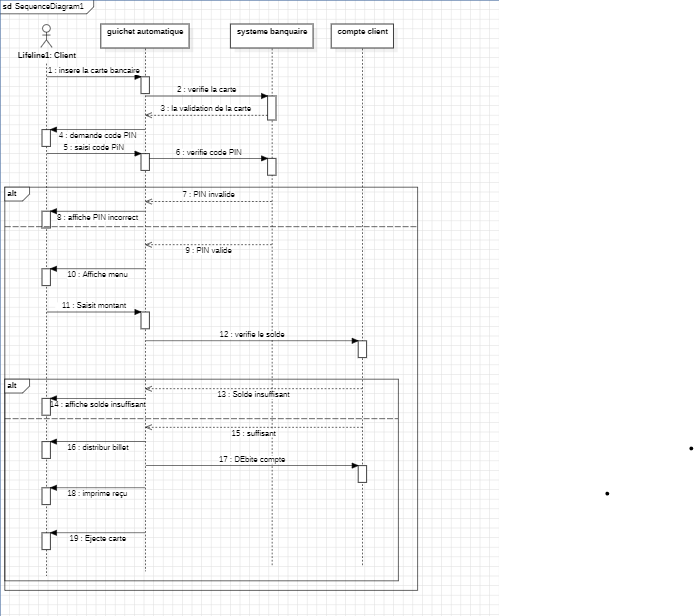 sd SequenceDiagram1
guichet automatique
systeme banquaire
compte client
Lifeline1: Client
1 : insere la carte bancaire
2 : verifie la carte
3 : la validation de la carte
4 : demande code PIN
5 : saisi code PIN
6 : verifie code PIN
alt
7 : PIN invalide
8 : affiche PIN incorrect
9 : PIN valide
10 : Affiche menu
11 : Saisit montant
12 : verifie le solde
alt
13 : Solde insuffisant
14 : affiche solde insuffisant
15 : suffisant
16 : distribur billet
17 : DEbite compte
18 : imprime reçu
19 : Ejecte carte